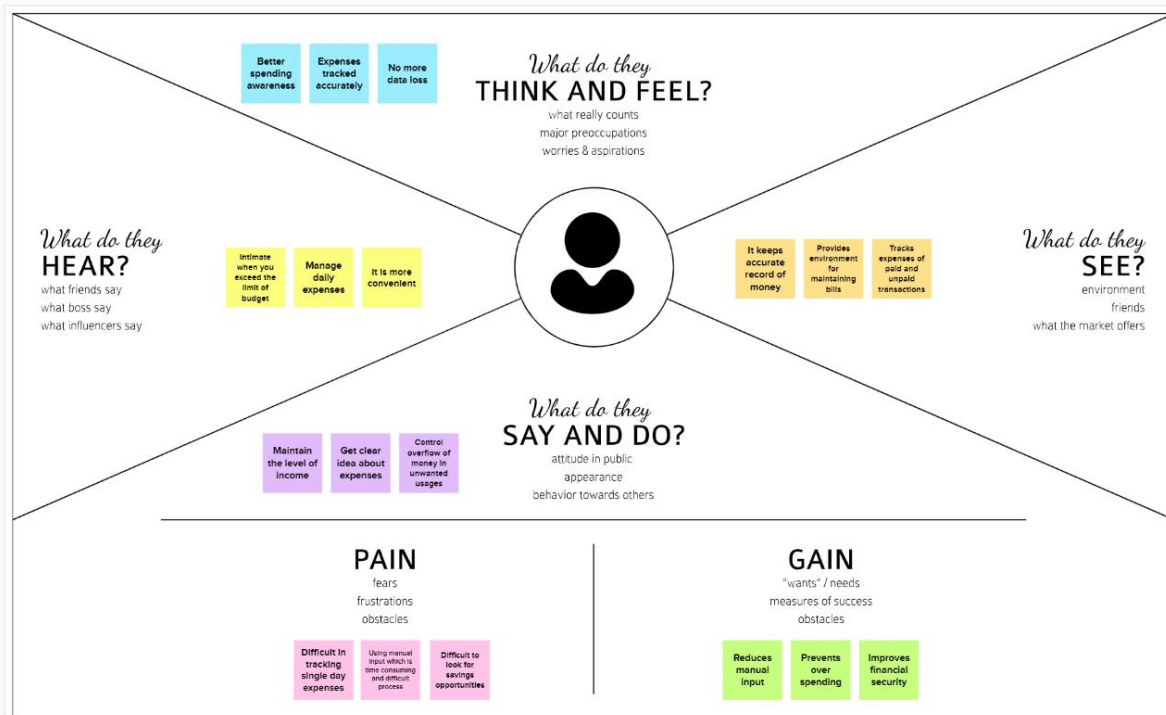 Better
spending
awareness
Expenses
tracked
accurately
No more
data loss
What do they
THINK AND FEEL?
what really counts
major preoccupations
worries & aspirations
What do they
HEAR?
what friends say
what boss say
what influencers say
Intimate
when you
exceed the
limit of
budget
Manage
daily
expenses
It is more
convenient
It keeps
accurate
record of
money
Provides
environment
for
maintaining
bills
Tracks
expenses of
paid and
unpaid
transactions
What do they
SEE?
environment
friends
what the market offers
What do they
SAY AND DO?
attitude in public
appearance
behavior towards others
Maintain
the level of
income
Get clear
idea about
expenses
Control
overflow of
money in
unwanted
usages
PAIN
fears
frustrations
obstacles
Difficult in
tracking
single day
expenses
Using manual
input which is
time consuming
and difficult
process
Difficult to
look for
savings
opportunities
GAIN
"wants" / needs
measures of success
obstacles
Reduces
manual
input
Prevents
over
spending
Improves
financial
security